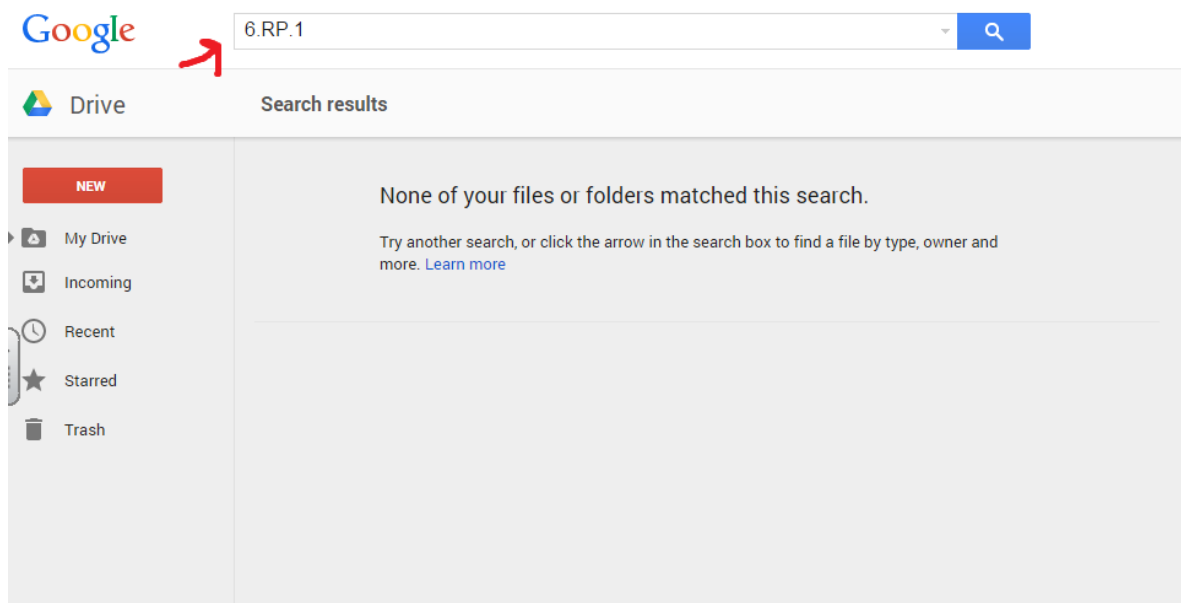 Google
6.RP.1
Drive
Search results
NEW
My Drive
Incoming
Recent
Starred
Trash
None of your files or folders matched this search.
Try another search, or click the arrow in the search box to find a file by type, owner and
more. Learn more